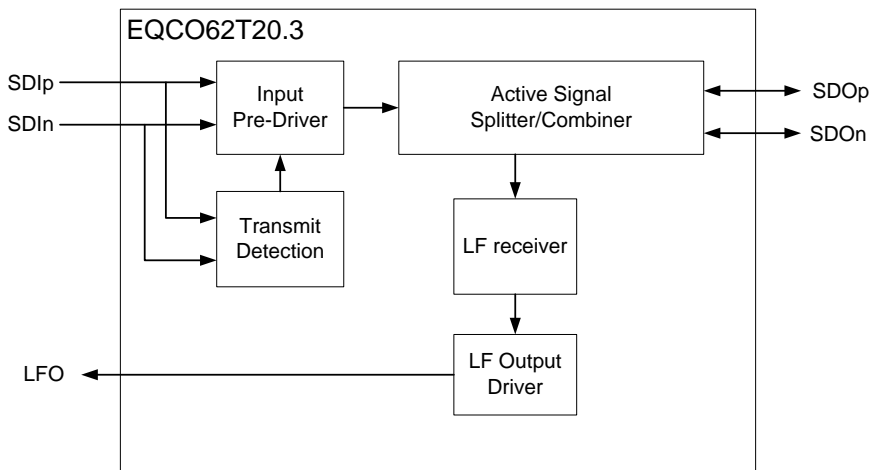 EQCO62T20.3
SDIp
SDIn
Input
Pre-Driver
Active Signal
Splitter/Combiner
SDOp
SDOn
Transmit
Detection
LF receiver
LF Output
Driver
LFO